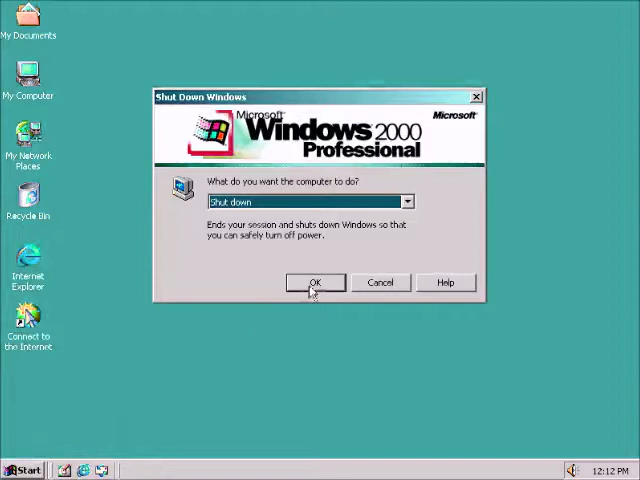 My Documents
My Computer
My Network
Places
Recycle Bin
Internet
Explorer
Connect to
the Internet
Shut Down Windows
Microsoft
Microsoft
Windows 2000
Professional
What do you want the computer to do?
Shut down
Ends your session and shuts down Windows so that
you can safely turn off power.
OK
Cancel
Help
Start
12:12 PM